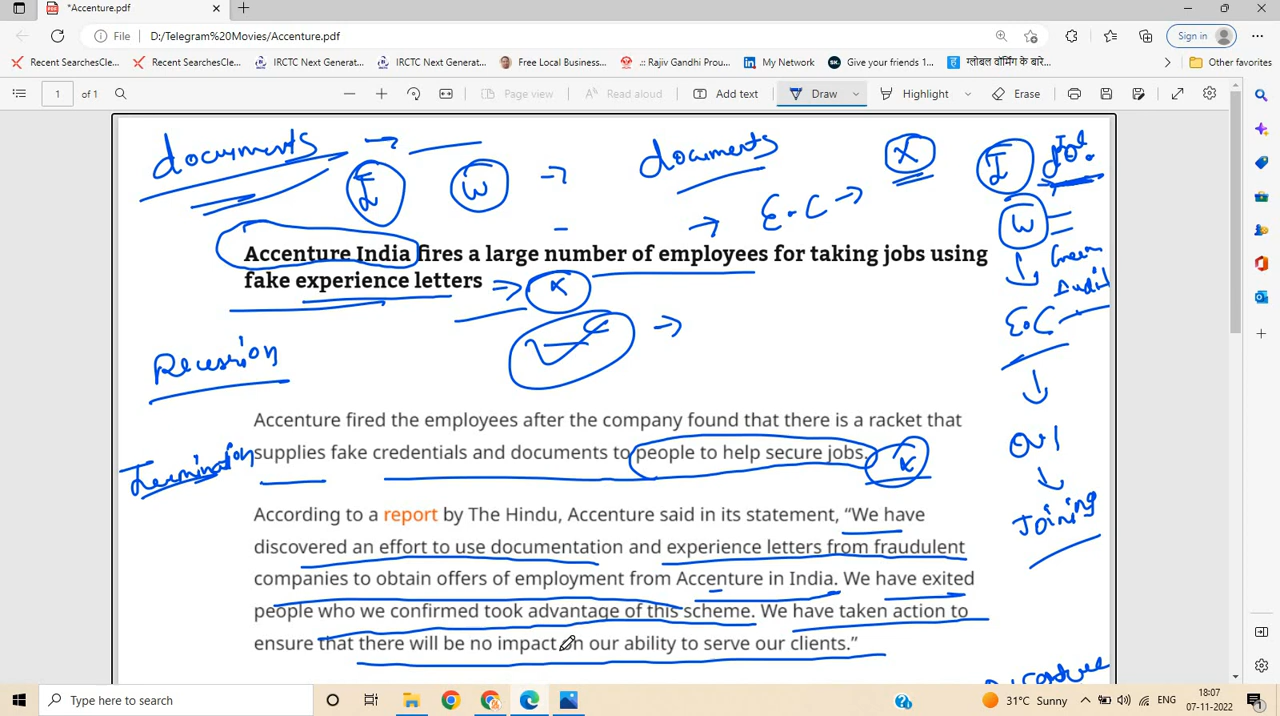 *Accenture.pdf
File D:/Telegram%20Movies/Accenture.pdf Sign in
Recent SearchesCle... Recent SearchesCle... IRCTC Next Generat... IRCTC Next Generat... Free Local Business... .: Rajiv Gandhi Prou... My Network Give your friends 1... ग्लोबल वॉर्मिंग के बारे... Other favorites
1 of 1 Page view Read aloud Add text Draw Highlight Erase
documents → I W → documents X I Job.
→ E.C → W
Accenture India fires a large number of employees for taking jobs using
fake experience letters
E.C
Recession
Accenture fired the employees after the company found that there is a racket that
supplies fake credentials and documents to people to help secure jobs.
Termination
According to a report by The Hindu, Accenture said in its statement, “We have
discovered an effort to use documentation and experience letters from fraudulent
Joining
companies to obtain offers of employment from Accenture in India. We have exited
people who we confirmed took advantage of this scheme. We have taken action to
ensure that there will be no impact on our ability to serve our clients.”
Type here to search 31°C Sunny ENG 18:07
07-11-2022